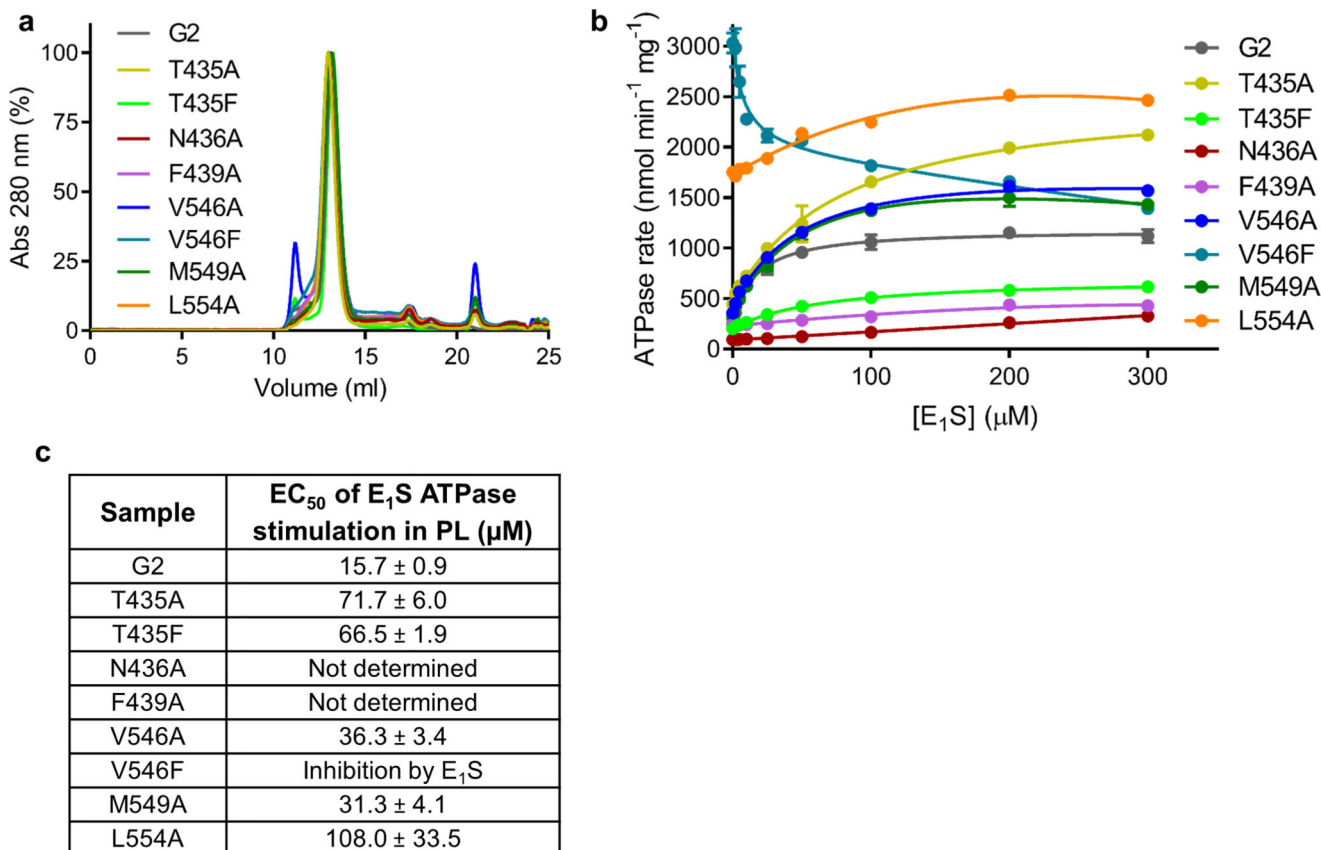 a
Abs 280 nm (%)
100
75
50
25
0
0 5 10 15 20 25
Volume (ml)
G2
T435A
T435F
N436A
F439A
V546A
V546F
M549A
L554A
b
ATPase rate (nmol min⁻¹ mg⁻¹)
3000
2500
2000
1500
1000
500
0
0 100 200 300
[E₁S] (μM)
G2
T435A
T435F
N436A
F439A
V546A
V546F
M549A
L554A
c
Sample EC₅₀ of E₁S ATPase
stimulation in PL (μM)
G2 15.7 ± 0.9
T435A 71.7 ± 6.0
T435F 66.5 ± 1.9
N436A Not determined
F439A Not determined
V546A 36.3 ± 3.4
V546F Inhibition by E₁S
M549A 31.3 ± 4.1
L554A 108.0 ± 33.5